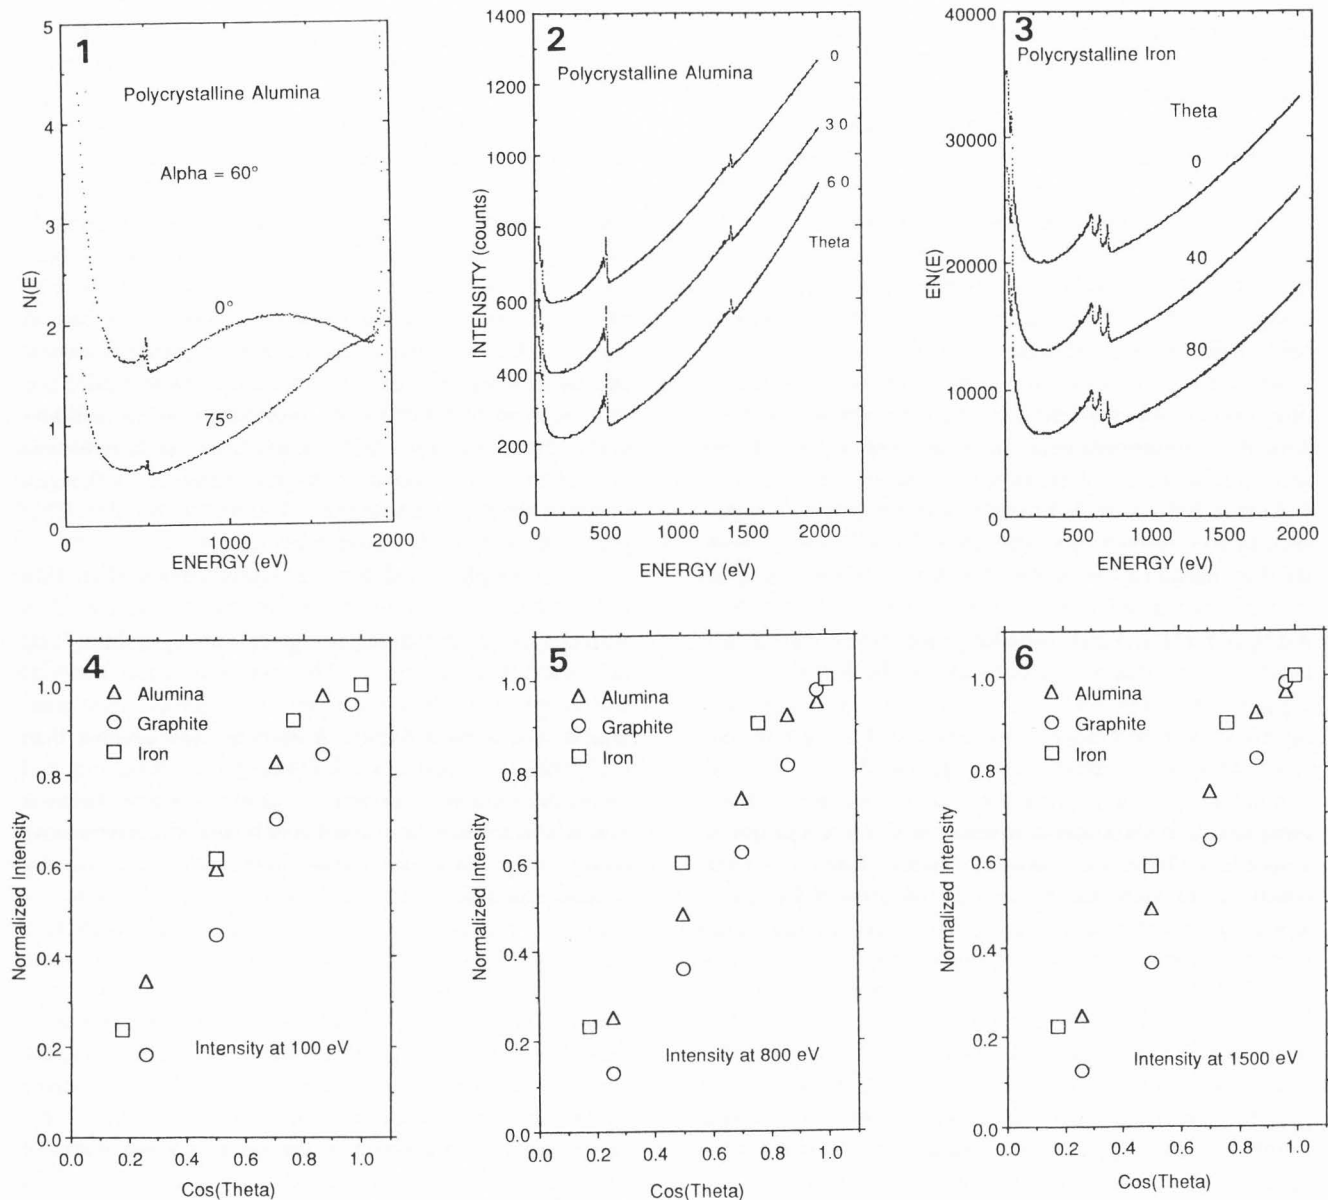 1
Polycrystalline Alumina
Alpha = 60°
0°
75°
N(E)
5
4
3
2
1
0
0 1000 2000
ENERGY (eV)
2
Polycrystalline Alumina
0
30
60
Theta
INTENSITY (counts)
1400
1200
1000
800
600
400
200
0
0 500 1000 1500 2000
ENERGY (eV)
3
Polycrystalline Iron
Theta
0
40
80
EN(E)
40000
30000
20000
10000
0
0 500 1000 1500 2000
ENERGY (eV)
4
Alumina
Graphite
Iron
Intensity at 100 eV
Normalized Intensity
1.0
0.8
0.6
0.4
0.2
0.0
0.0 0.2 0.4 0.6 0.8 1.0
Cos(Theta)
5
Alumina
Graphite
Iron
Intensity at 800 eV
Normalized Intensity
1.0
0.8
0.6
0.4
0.2
0.0
0.0 0.2 0.4 0.6 0.8 1.0
Cos(Theta)
6
Alumina
Graphite
Iron
Intensity at 1500 eV
Normalized Intensity
1.0
0.8
0.6
0.4
0.2
0.0
0.0 0.2 0.4 0.6 0.8 1.0
Cos(Theta)